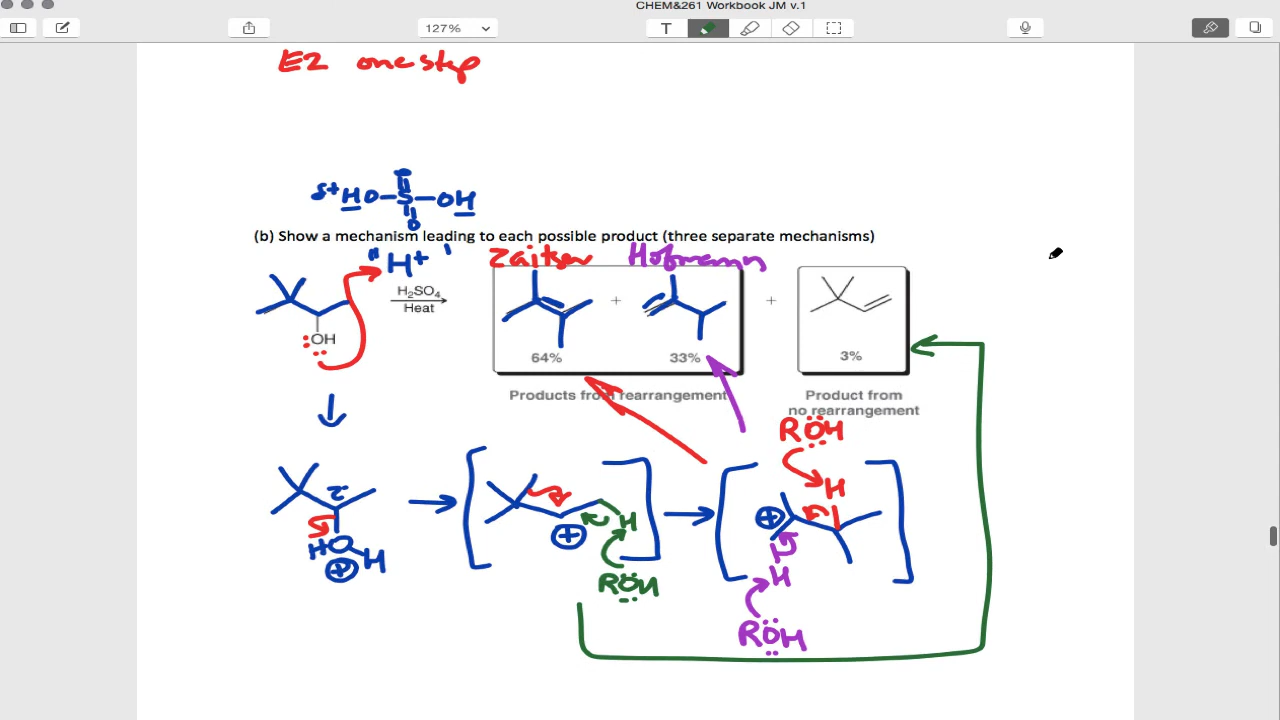 CHEM&261 Workbook JM v.1
127%
T
E2 one step
δ+ HO-S-OH
O
(b) Show a mechanism leading to each possible product (three separate mechanisms)
"H+" Zaitsev Hofmann
H₂SO₄
Heat
+ +
:OH
64% 33% 3%
Products from rearrangement Product from
no rearrangement
ROH
2°
H
+
H
HO H
+
+
H
ROH
H
ROH